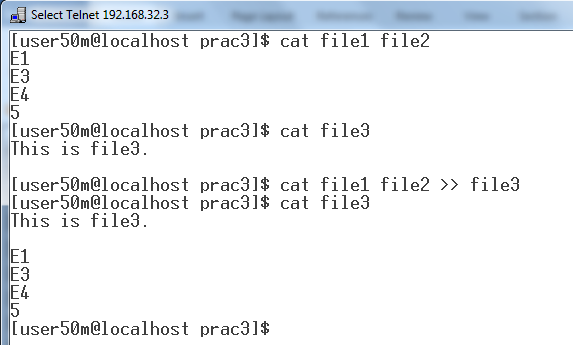 Select Telnet 192.168.32.3
[user50m@localhost prac3]$ cat file1 file2
E1
E3
E4
5
[user50m@localhost prac3]$ cat file3
This is file3.
[user50m@localhost prac3]$ cat file1 file2 >> file3
[user50m@localhost prac3]$ cat file3
This is file3.
E1
E3
E4
5
[user50m@localhost prac3]$